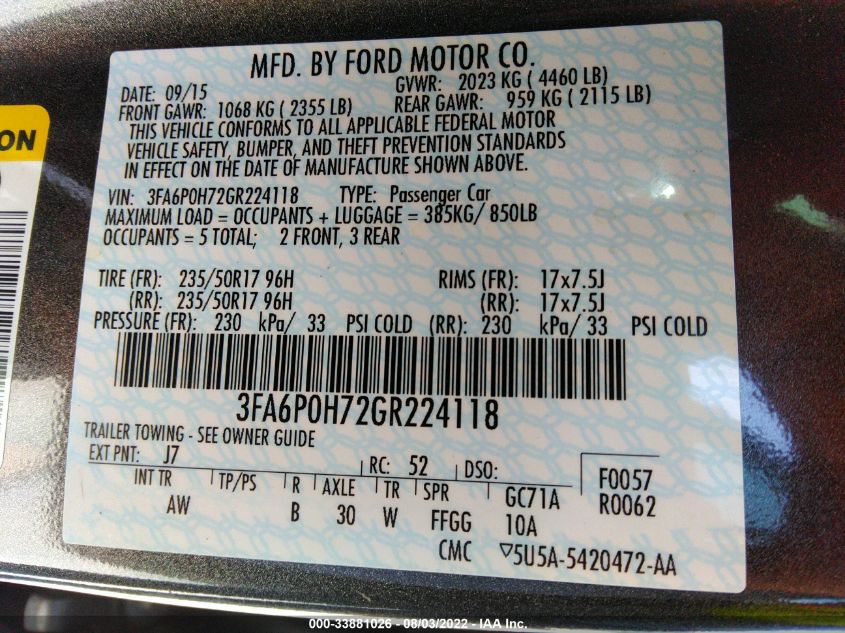 MFD. BY FORD MOTOR CO.
DATE: 09/15 GVWR: 2023 KG ( 4460 LB)
FRONT GAWR: 1068 KG ( 2355 LB) REAR GAWR: 959 KG ( 2115 LB)
THIS VEHICLE CONFORMS TO ALL APPLICABLE FEDERAL MOTOR
VEHICLE SAFETY, BUMPER, AND THEFT PREVENTION STANDARDS
IN EFFECT ON THE DATE OF MANUFACTURE SHOWN ABOVE.
VIN: 3FA6P0H72GR224118 TYPE: Passenger Car
MAXIMUM LOAD = OCCUPANTS + LUGGAGE = 385KG/ 850LB
OCCUPANTS = 5 TOTAL; 2 FRONT, 3 REAR
TIRE (FR): 235/50R17 96H RIMS (FR): 17x7.5J
(RR): 235/50R17 96H (RR): 17x7.5J
PRESSURE (FR): 230 kPa/ 33 PSI COLD (RR): 230 kPa/ 33 PSI COLD
3FA6P0H72GR224118
TRAILER TOWING - SEE OWNER GUIDE
EXT PNT: J7 RC: 52 DSO: F0057
INT TR TP/PS R AXLE TR SPR GC71A R0062
AW B 30 W FFGG 10A
CMC ▽5U5A-5420472-AA
ON
000-33881026 - 08/03/2022 - IAA Inc.